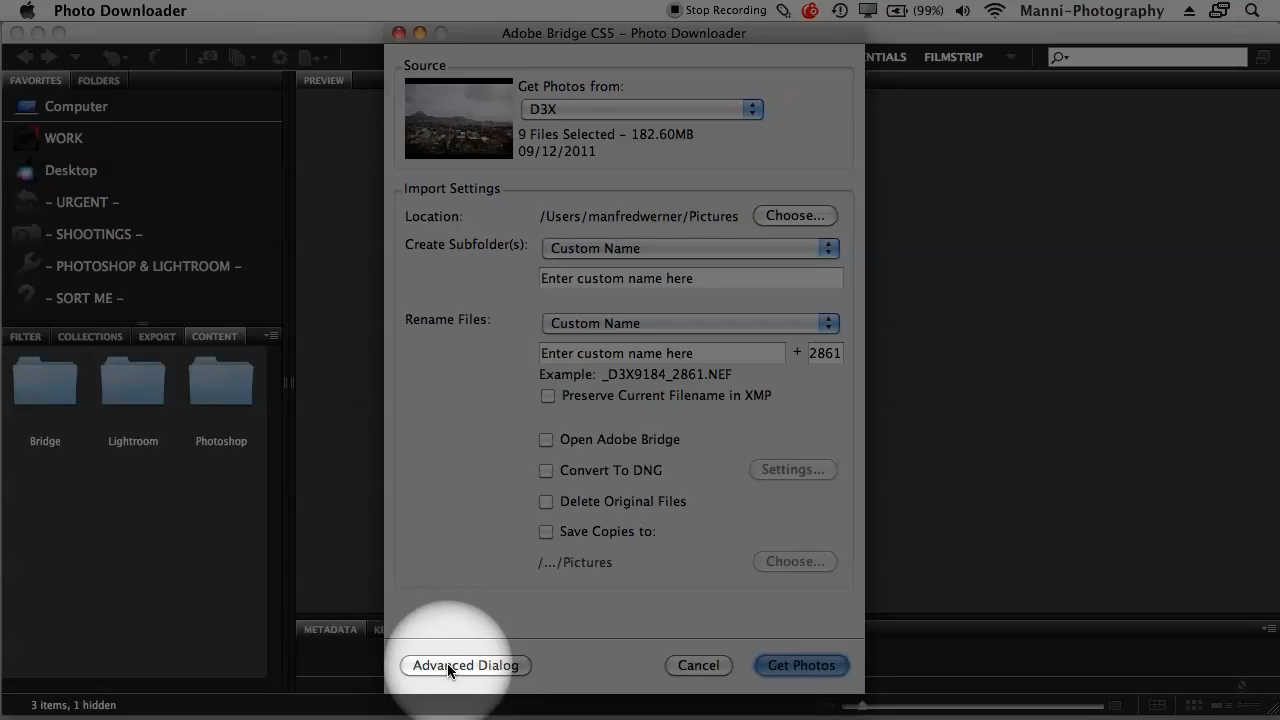 Photo Downloader
Stop Recording
(99%)
Manni-Photography
Adobe Bridge CS5 – Photo Downloader
FILMSTRIP
FAVORITES
FOLDERS
PREVIEW
Computer
WORK
Desktop
- URGENT -
- SHOOTINGS -
- PHOTOSHOP & LIGHTROOM -
- SORT ME -
FILTER
COLLECTIONS
EXPORT
CONTENT
Bridge
Lightroom
Photoshop
Source
Get Photos from:
D3X
9 Files Selected – 182.60MB
09/12/2011
Import Settings
Location:
/Users/manfredwerner/Pictures
Choose...
Create Subfolder(s):
Custom Name
Enter custom name here
Rename Files:
Custom Name
Enter custom name here
+
2861
Example: _D3X9184_2861.NEF
Preserve Current Filename in XMP
Open Adobe Bridge
Convert To DNG
Settings...
Delete Original Files
Save Copies to:
/.../Pictures
Choose...
METADATA
Advanced Dialog
Cancel
Get Photos
3 items, 1 hidden